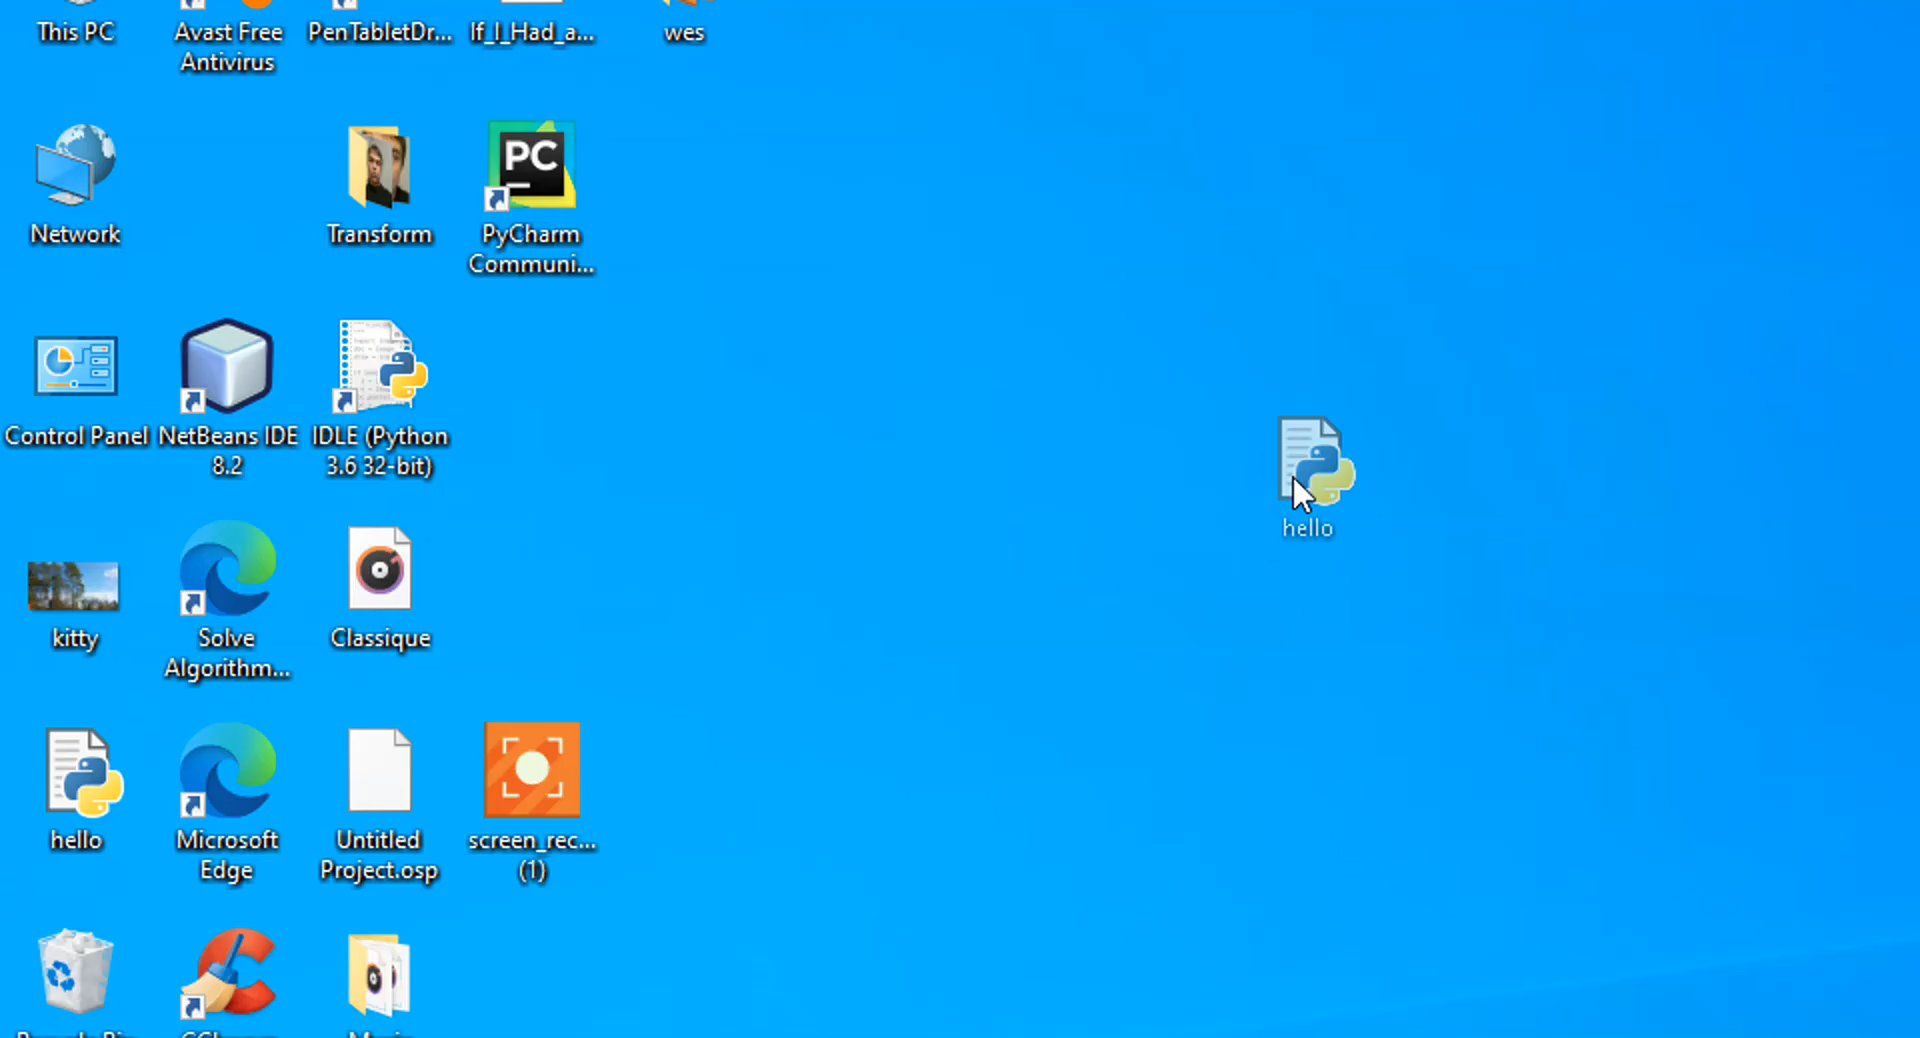 This PC
Avast Free
Antivirus
PenTabletDr...
If_I_Had_a...
wes
Network
Transform
PC
PyCharm
Communi...
Control Panel
NetBeans IDE
8.2
IDLE (Python
3.6 32-bit)
hello
kitty
Solve
Algorithm...
Classique
hello
Microsoft
Edge
Untitled
Project.osp
screen_rec...
(1)